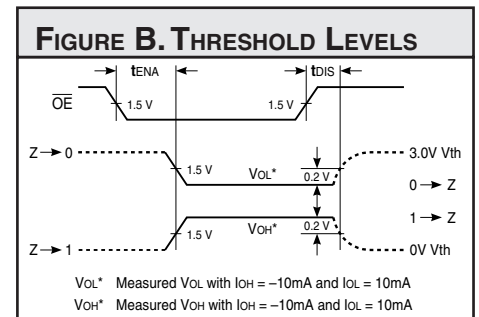 FIGURE B. THRESHOLD LEVELS
tENA tDIS
OE 1.5 V 1.5 V
Z → 0 1.5 V VOL* 0.2 V 3.0V Vth
0 → Z
1 → Z
Z → 1 1.5 V VOH* 0.2 V 0V Vth
VOL* Measured VOL with IOH = –10mA and IOL = 10mA
VOH* Measured VOH with IOH = –10mA and IOL = 10mA